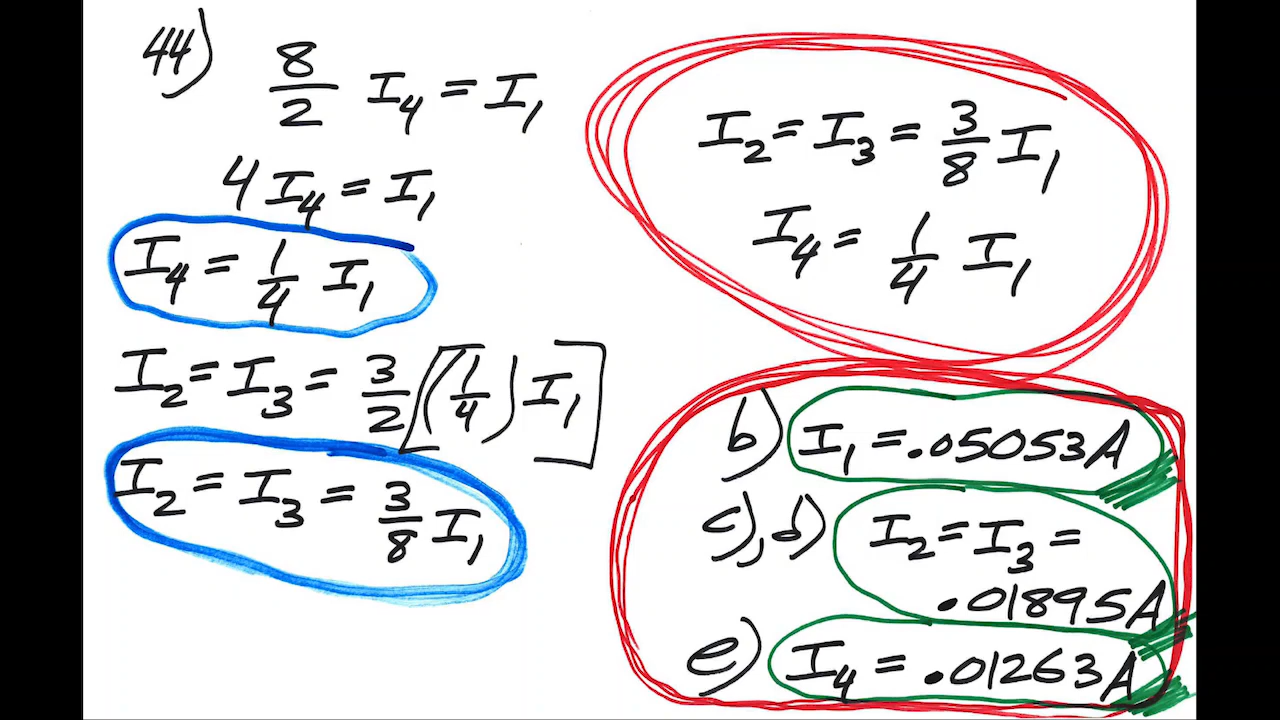 44)
8/2 I₄ = I₁
4 I₄ = I₁
I₄ = 1/4 I₁
I₂ = I₃ = 3/2 [(1/4) I₁]
I₂ = I₃ = 3/8 I₁
I₂ = I₃ = 3/8 I₁
I₄ = 1/4 I₁
b) I₁ = .05053A
c), d) I₂ = I₃ =
.01895A
e) I₄ = .01263A